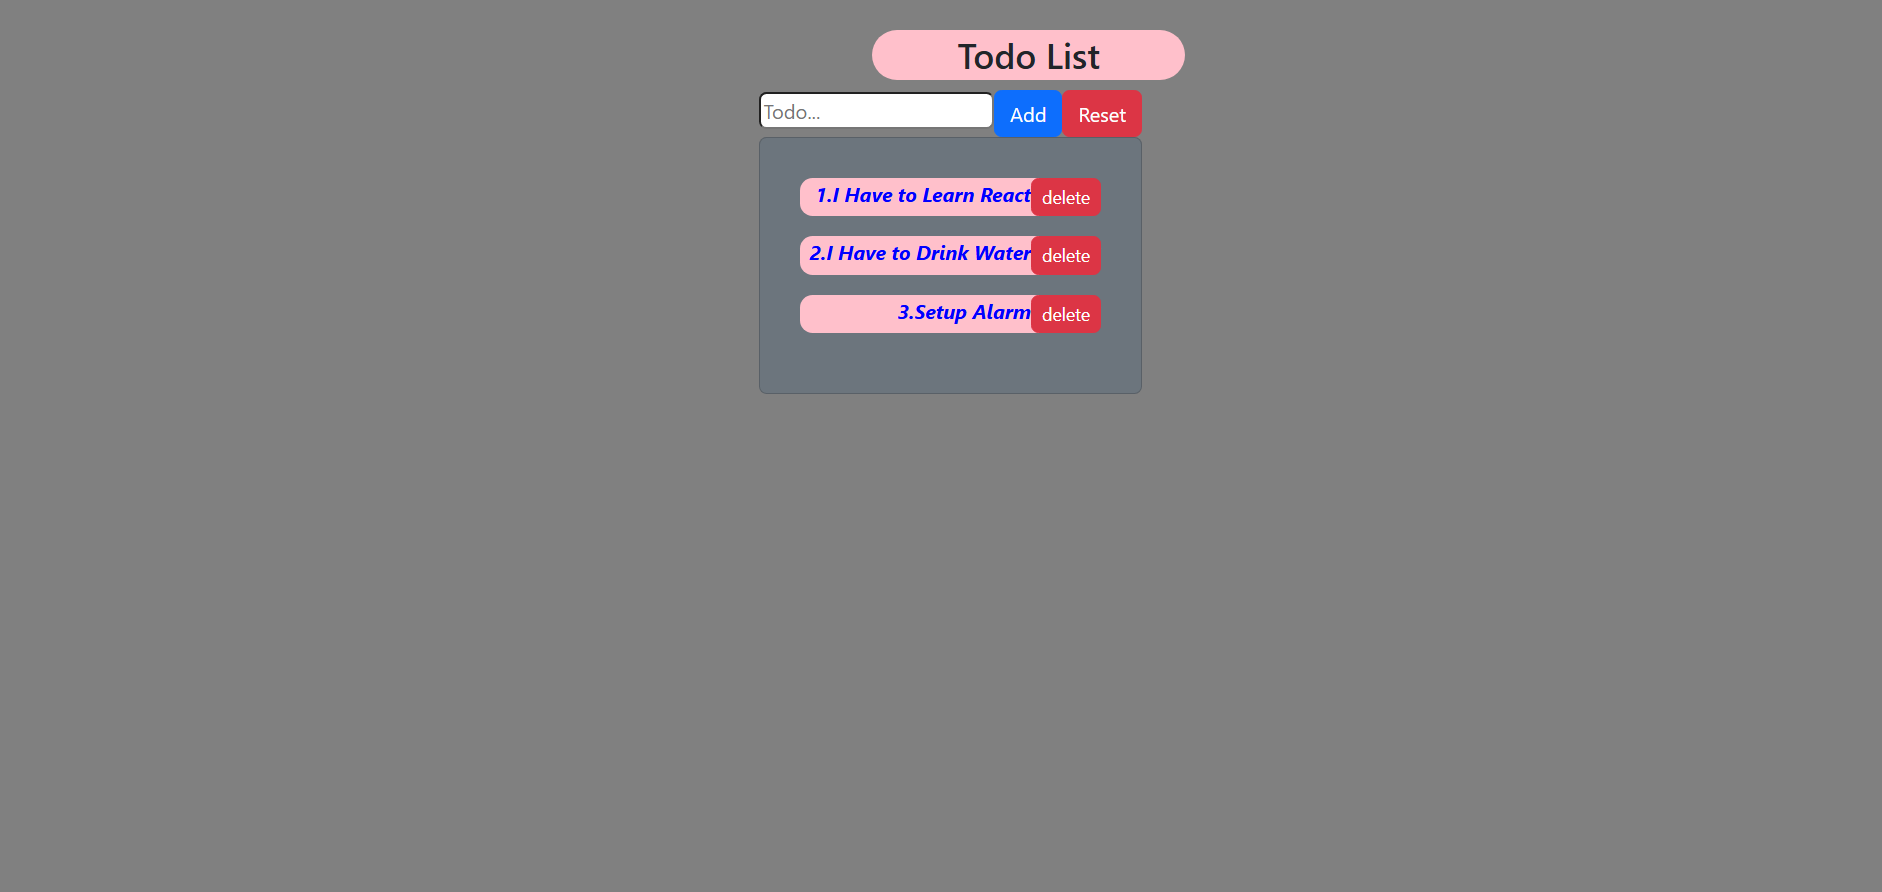 Todo List
Todo... Add Reset
1.I Have to Learn React delete
2.I Have to Drink Water delete
3.Setup Alarm delete